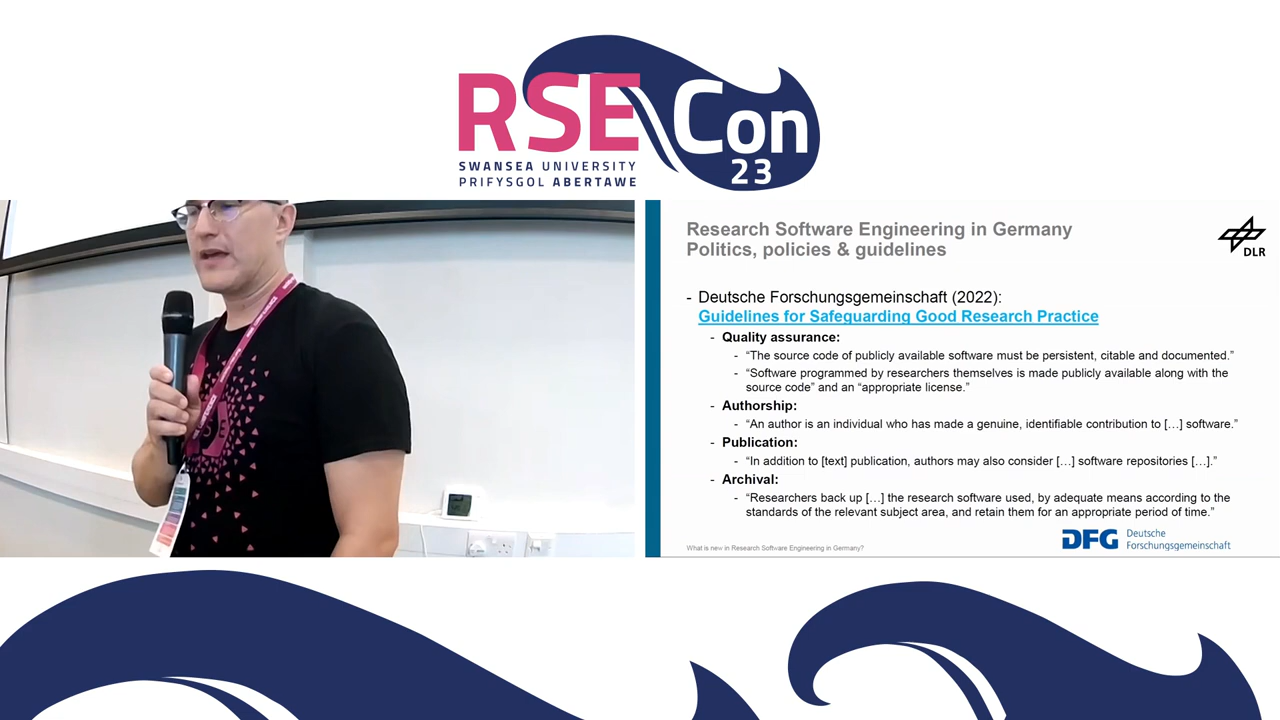 RSE Con
23
SWANSEA UNIVERSITY
PRIFYSGOL ABERTAWE
Research Software Engineering in Germany
Politics, policies & guidelines
DLR
- Deutsche Forschungsgemeinschaft (2022):
Guidelines for Safeguarding Good Research Practice
- Quality assurance:
- “The source code of publicly available software must be persistent, citable and documented.”
- “Software programmed by researchers themselves is made publicly available along with the
source code” and an “appropriate license.”
- Authorship:
- “An author is an individual who has made a genuine, identifiable contribution to […] software.”
- Publication:
- “In addition to [text] publication, authors may also consider […] software repositories […].”
- Archival:
- “Researchers back up […] the research software used, by adequate means according to the
standards of the relevant subject area, and retain them for an appropriate period of time.”
What is new in Research Software Engineering in Germany?
DFG Deutsche
Forschungsgemeinschaft